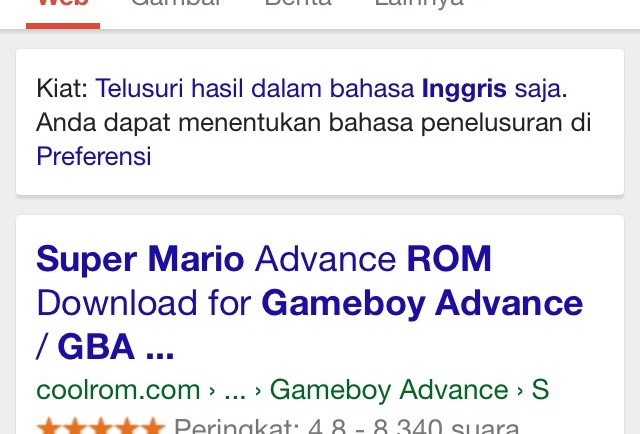 Web Gambar Berita Lainnya
Kiat: Telusuri hasil dalam bahasa Inggris saja.
Anda dapat menentukan bahasa penelusuran di
Preferensi
Super Mario Advance ROM
Download for Gameboy Advance
/ GBA ...
coolrom.com › ... › Gameboy Advance › S
Peringkat: 4,8 - 8.340 suara